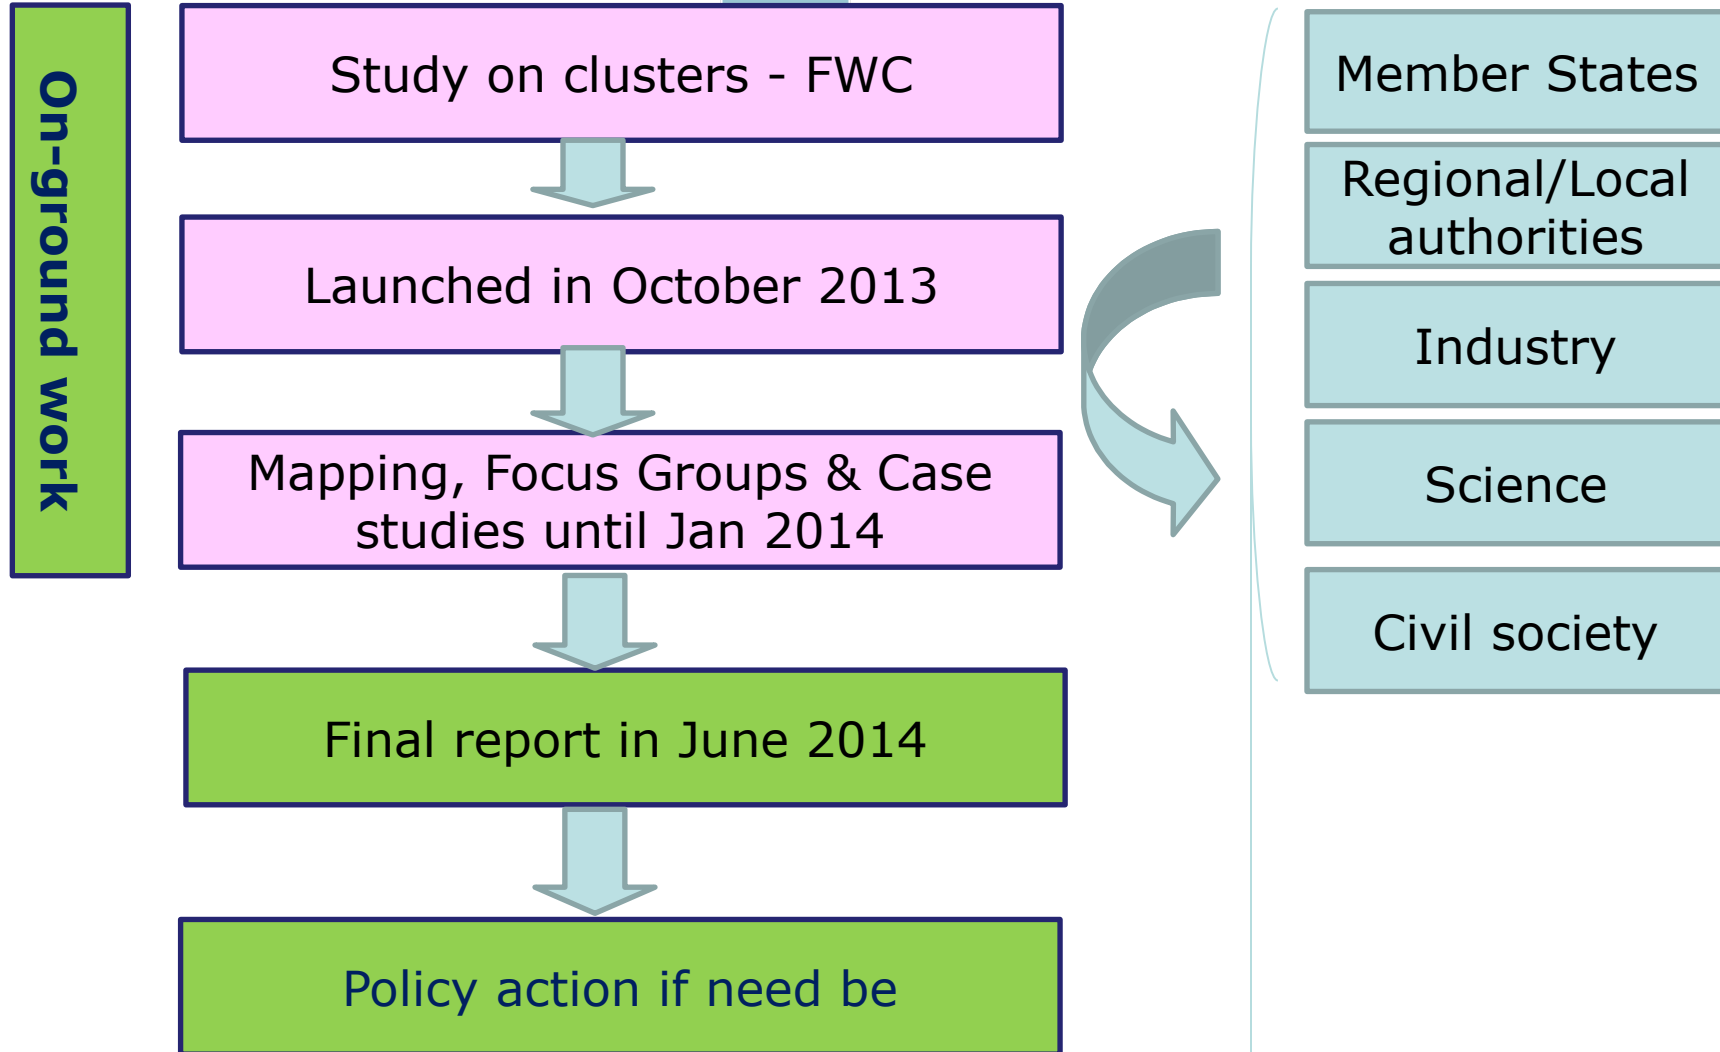 On-ground work
Study on clusters - FWC
Launched in October 2013
Mapping, Focus Groups & Case
studies until Jan 2014
Final report in June 2014
Policy action if need be
Member States
Regional/Local
authorities
Industry
Science
Civil society